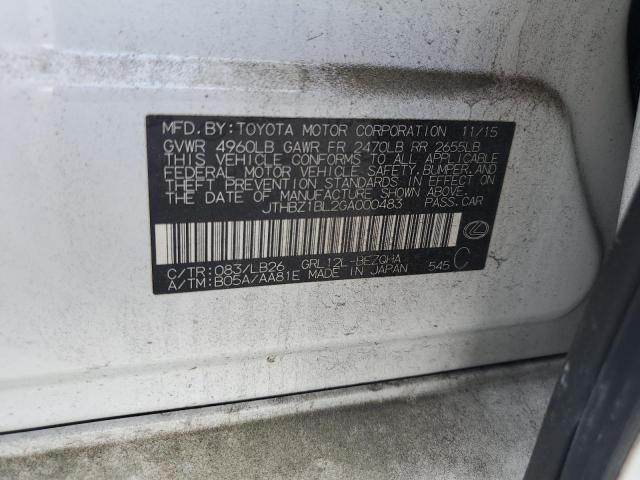 MFD.BY:TOYOTA MOTOR CORPORATION 11/15
GVWR 4960LB GAWR FR 2470LB RR 2655LB
THIS VEHICLE CONFORMS TO ALL APPLICABLE
FEDERAL MOTOR VEHICLE SAFETY,BUMPER,AND
THEFT PREVENTION STANDARDS IN EFFECT ON
THE DATE OF MANUFACTURE SHOWN ABOVE.
JTHBZ1BL2GA000483 PASS.CAR
C/TR:083/LB26 GRL12L-BEZQHA
A/TM:B05A/AA81E MADE IN JAPAN 545 C